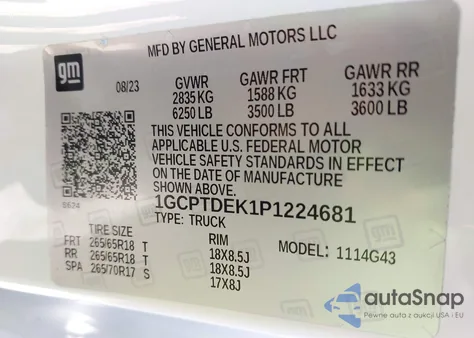 MFD BY GENERAL MOTORS LLC
gm
08/23
GVWR GAWR FRT GAWR RR
2835 KG 1588 KG 1633 KG
6250 LB 3500 LB 3600 LB
THIS VEHICLE CONFORMS TO ALL
APPLICABLE U.S. FEDERAL MOTOR
VEHICLE SAFETY STANDARDS IN EFFECT
ON THE DATE OF MANUFACTURE
SHOWN ABOVE.
S624
1GCPTDEK1P1224681
TYPE: TRUCK
TIRE SIZE RIM MODEL: 1114G43
FRT 265/65R18 T 18X8.5J
RR 265/65R18 T 18X8.5J
SPA 265/70R17 S 17X8J
autoSnap
Pewne auto z aukcji USA i EU